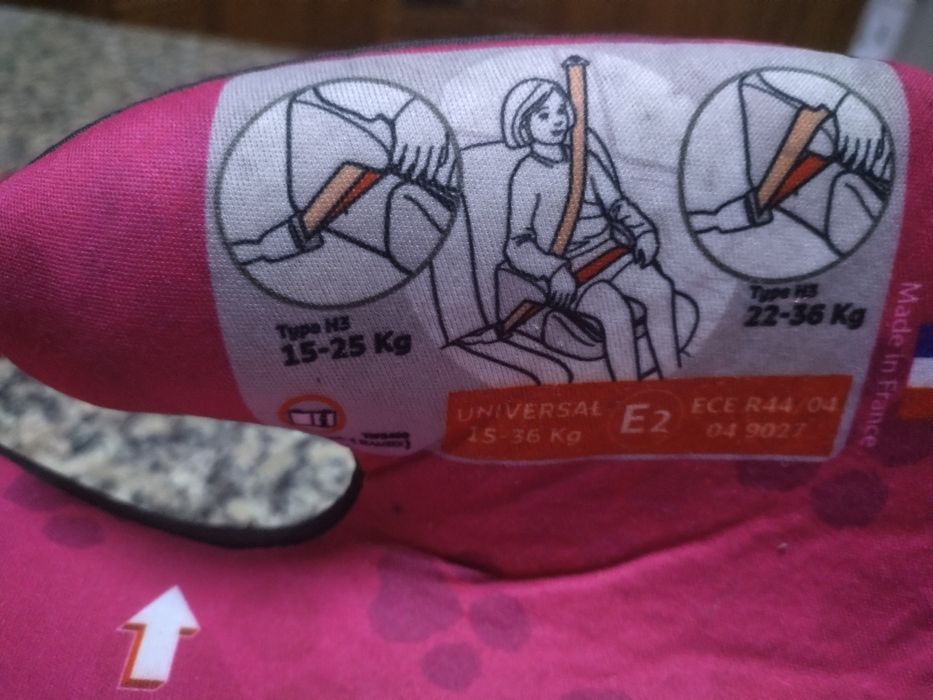 Type H3
15-25 Kg
Type H3
22-36 Kg
UNIVERSAL
15-36 Kg
E2
ECE R44/04
04 9027
Made in France